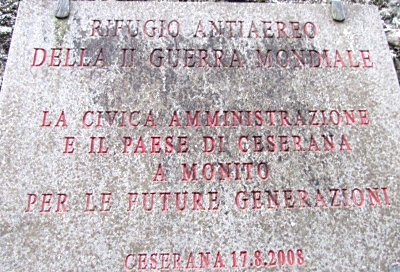 RIFUGIO ANTIAEREO
DELLA II GUERRA MONDIALE
LA CIVICA AMMINISTRAZIONE
E IL PAESE DI CESERANA
A MONITO
PER LE FUTURE GENERAZIONI
CESERANA 17.8.2008